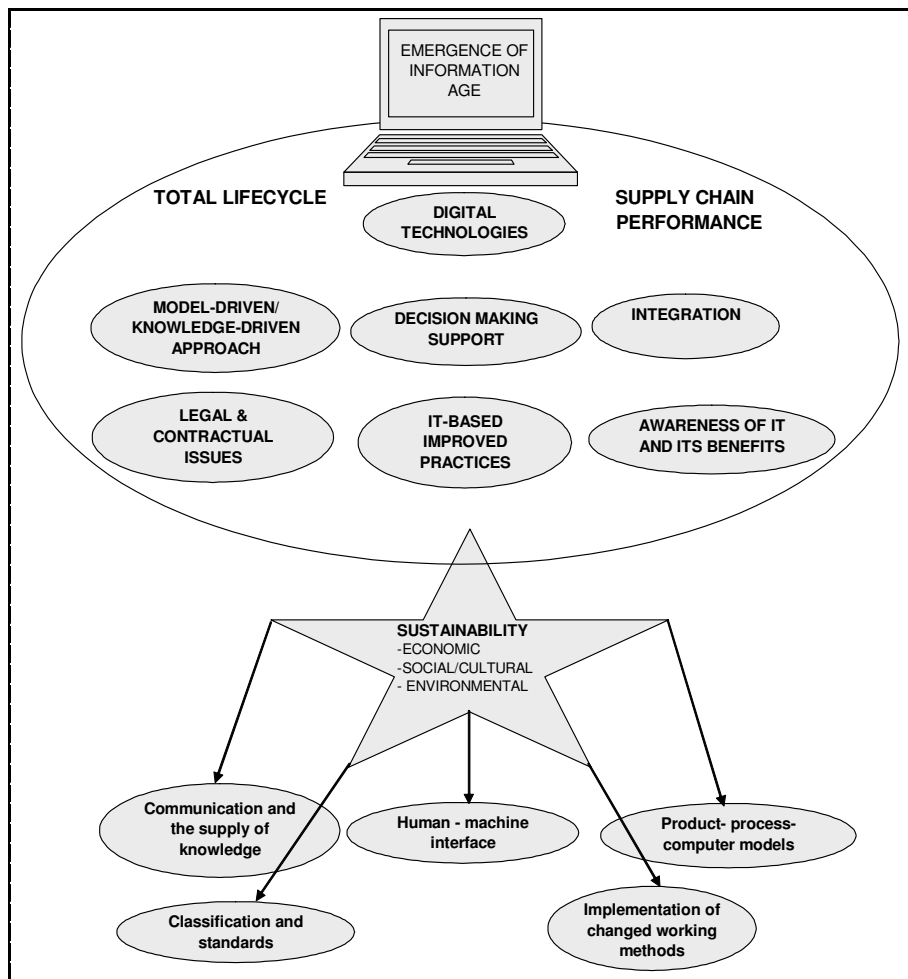 EMERGENCE OF
INFORMATION
AGE
TOTAL LIFECYCLE
SUPPLY CHAIN
PERFORMANCE
DIGITAL
TECHNOLOGIES
MODEL-DRIVEN/
KNOWLEDGE-DRIVEN
APPROACH
DECISION MAKING
SUPPORT
INTEGRATION
LEGAL &
CONTRACTUAL
ISSUES
IT-BASED
IMPROVED
PRACTICES
AWARENESS OF IT
AND ITS BENEFITS
SUSTAINABILITY
-ECONOMIC
-SOCIAL/CULTURAL
- ENVIRONMENTAL
Communication and
the supply of
knowledge
Human - machine
interface
Product- process-
computer models
Classification and
standards
Implementation of
changed working
methods